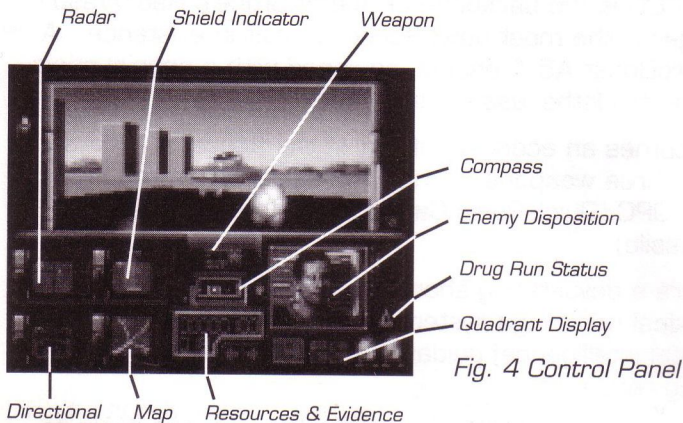 Radar
Shield Indicator
Weapon
Compass
Enemy Disposition
Drug Run Status
Quadrant Display
Fig. 4 Control Panel
Directional
Map
Resources & Evidence